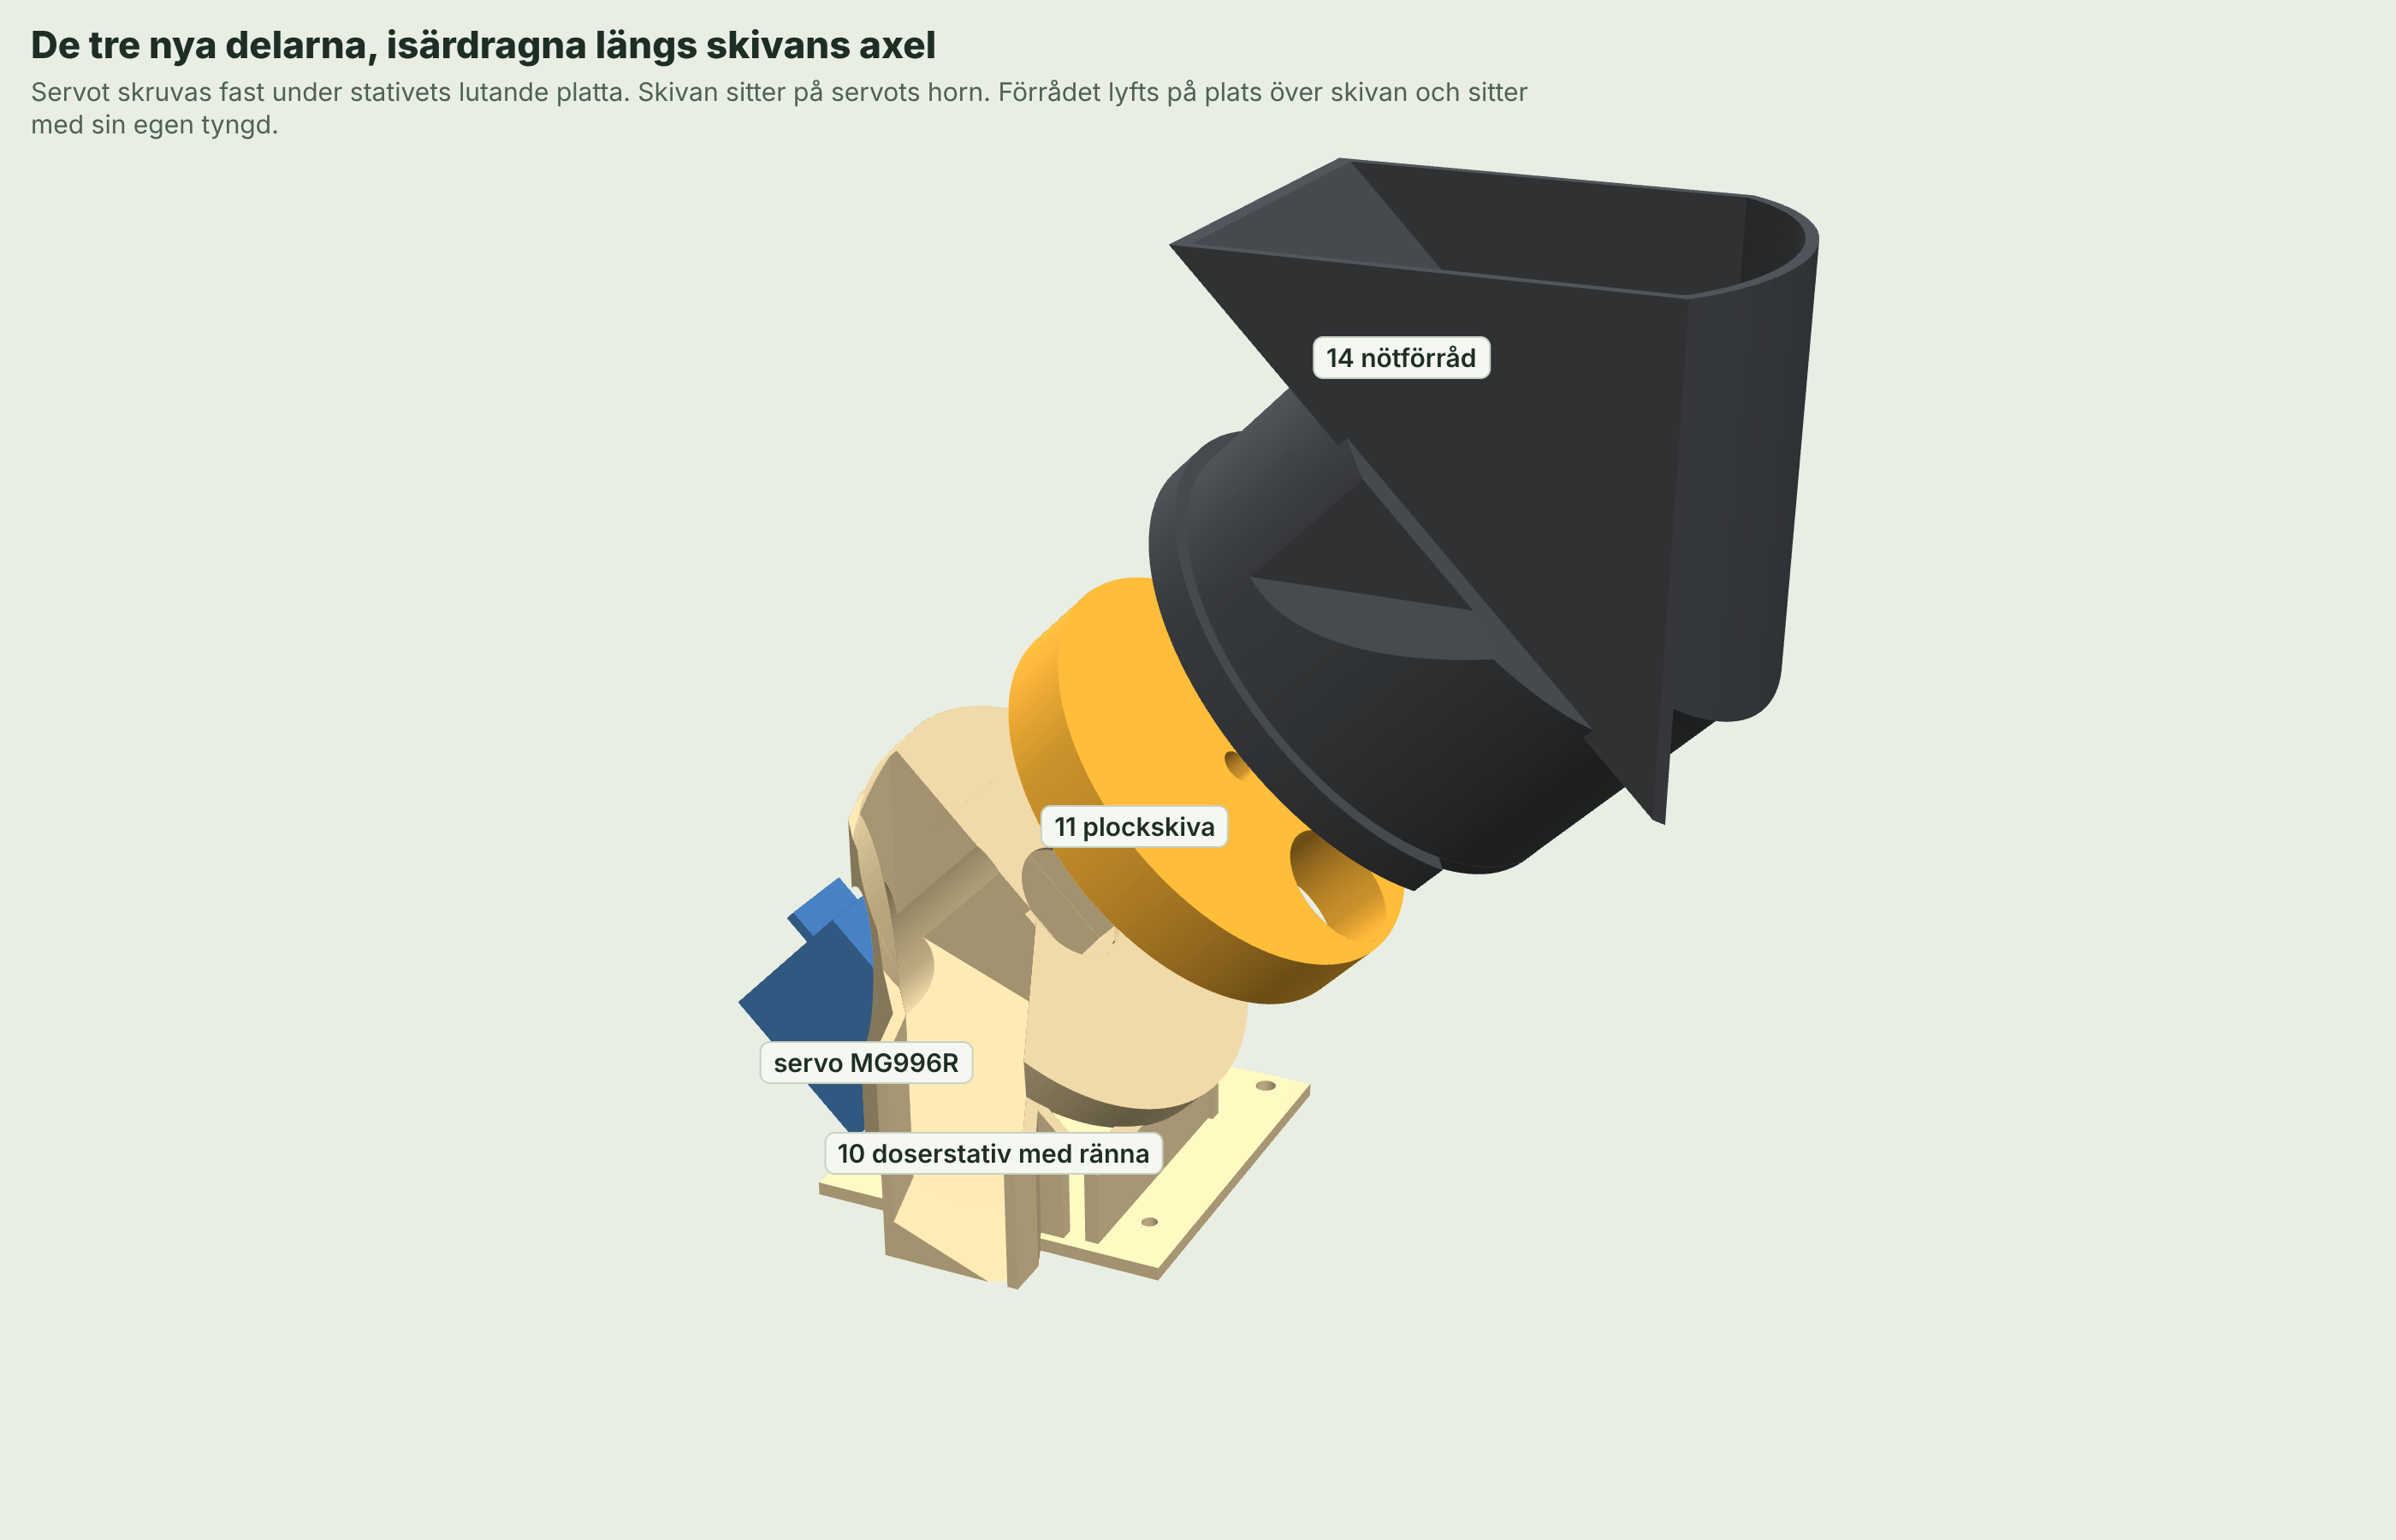 De tre nya delarna, isärdragna längs skivans axel
Servot skruvas fast under stativets lutande platta. Skivan sitter på servots horn. Förrådet lyfts på plats över skivan och sitter
med sin egen tyngd.
14 nötförråd
11 plockskiva
servo MG996R
10 doserstativ med ränna